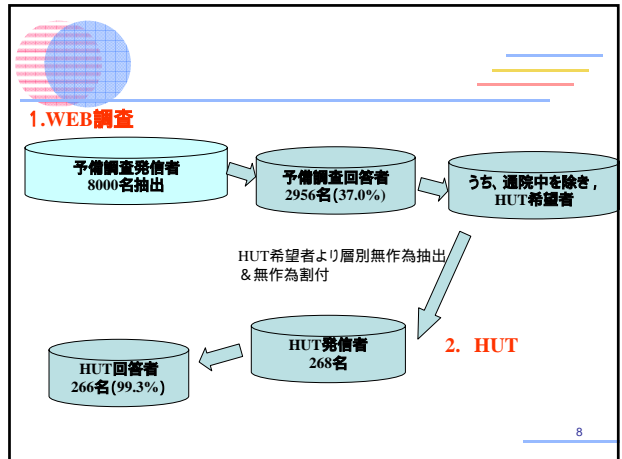 1.WEB調査
予備調査発信者
8000名抽出
予備調査回答者
2956名(37.0%)
うち、通院中を除き,
HUT希望者
HUT希望者より層別無作為抽出
＆無作為割付
HUT発信者
268名
2. HUT
HUT回答者
266名(99.3%)
8